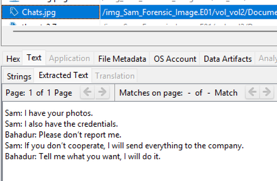 Chats.jpg /img_Sam_Forensic_Image.E01/vol_vol2/Docume
Hex Text Application File Metadata OS Account Data Artifacts
Strings Extracted Text Translation
Page: 1 of 1 Page Matches on page: - of - Match
Sam: I have your photos.
Sam: I also have the credentials.
Bahadur: Please don't report me.
Sam: If you don't cooperate, I will send everything to the company.
Bahadur: Tell me what you want, I will do it.